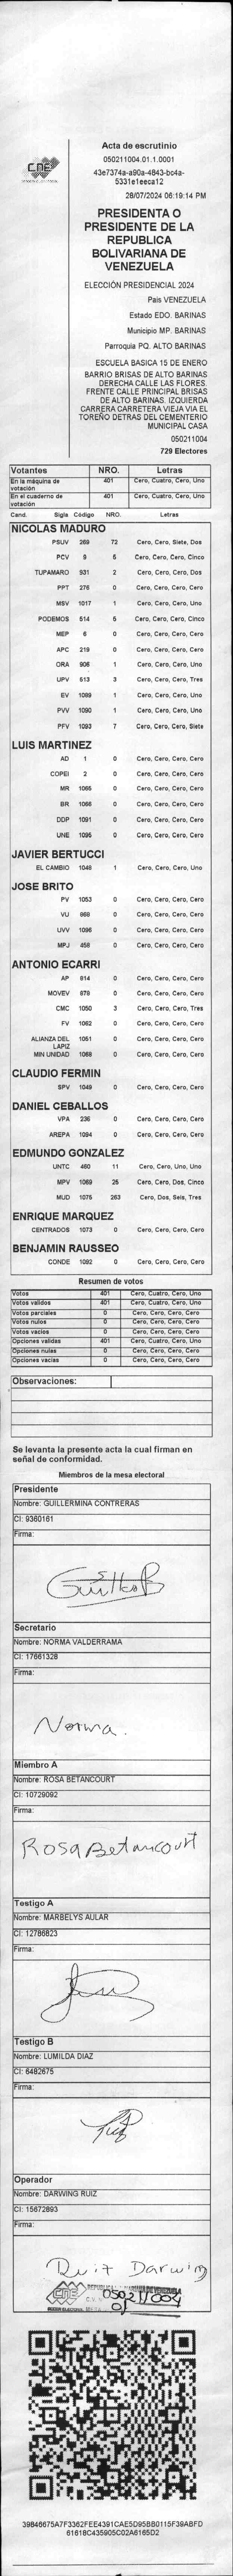 CNE
Acta de escrutinio
050211004.01.1.0001
43e7374a-a90a-4843-bc4a-
5331e1eeca12
28/07/2024 06:19:14 PM
PRESIDENTA O
PRESIDENTE DE LA
REPUBLICA
BOLIVARIANA DE
VENEZUELA
ELECCIÓN PRESIDENCIAL 2024
Pais VENEZUELA
Estado EDO. BARINAS
Municipio MP. BARINAS
Parroquia PQ. ALTO BARINAS
ESCUELA BASICA 15 DE ENERO
BARRIO BRISAS DE ALTO BARINAS
DERECHA CALLE LAS FLORES.
FRENTE CALLE PRINCIPAL BRISAS
DE ALTO BARINAS. IZQUIERDA
CARRERA CARRETERA VIEJA VIA EL
TOREÑO DETRAS DEL CEMENTERIO
MUNICIPAL CASA
050211004
729 Electores
Votantes NRO. Letras
En la máquina de votación 401 Cero, Cuatro, Cero, Uno
En el cuaderno de votación 401 Cero, Cuatro, Cero, Uno
Cand. Sigla Código NRO. Letras
NICOLAS MADURO
PSUV 269 72 Cero, Cero, Siete, Dos
PCV 9 5 Cero, Cero, Cero, Cinco
TUPAMARO 931 2 Cero, Cero, Cero, Dos
PPT 276 0 Cero, Cero, Cero, Cero
MSV 1017 1 Cero, Cero, Cero, Uno
PODEMOS 514 5 Cero, Cero, Cero, Cinco
MEP 6 0 Cero, Cero, Cero, Cero
APC 219 0 Cero, Cero, Cero, Cero
ORA 906 1 Cero, Cero, Cero, Uno
UPV 513 3 Cero, Cero, Cero, Tres
EV 1089 1 Cero, Cero, Cero, Uno
PVV 1090 1 Cero, Cero, Cero, Uno
PFV 1093 7 Cero, Cero, Cero, Siete
LUIS MARTINEZ
AD 1 0 Cero, Cero, Cero, Cero
COPEI 2 0 Cero, Cero, Cero, Cero
MR 1065 0 Cero, Cero, Cero, Cero
BR 1066 0 Cero, Cero, Cero, Cero
DDP 1091 0 Cero, Cero, Cero, Cero
UNE 1095 0 Cero, Cero, Cero, Cero
JAVIER BERTUCCI
EL CAMBIO 1048 1 Cero, Cero, Cero, Uno
JOSE BRITO
PV 1053 0 Cero, Cero, Cero, Cero
VU 869 0 Cero, Cero, Cero, Cero
UVV 1096 0 Cero, Cero, Cero, Cero
MPJ 458 0 Cero, Cero, Cero, Cero
ANTONIO ECARRI
AP 814 0 Cero, Cero, Cero, Cero
MOVEV 879 0 Cero, Cero, Cero, Cero
CMC 1050 3 Cero, Cero, Cero, Tres
FV 1062 0 Cero, Cero, Cero, Cero
ALIANZA DEL LAPIZ 1051 0 Cero, Cero, Cero, Cero
MIN UNIDAD 1068 0 Cero, Cero, Cero, Cero
CLAUDIO FERMIN
SPV 1049 0 Cero, Cero, Cero, Cero
DANIEL CEBALLOS
VPA 236 0 Cero, Cero, Cero, Cero
AREPA 1094 0 Cero, Cero, Cero, Cero
EDMUNDO GONZALEZ
UNTC 460 11 Cero, Cero, Uno, Uno
MPV 1069 25 Cero, Cero, Dos, Cinco
MUD 1075 263 Cero, Dos, Seis, Tres
ENRIQUE MARQUEZ
CENTRADOS 1073 0 Cero, Cero, Cero, Cero
BENJAMIN RAUSSEO
CONDE 1092 0 Cero, Cero, Cero, Cero
Resumen de votos
Votos 401 Cero, Cuatro, Cero, Uno
Votos validos 401 Cero, Cuatro, Cero, Uno
Votos parciales 0 Cero, Cero, Cero, Cero
Votos nulos 0 Cero, Cero, Cero, Cero
Votos vacios 0 Cero, Cero, Cero, Cero
Opciones validas 401 Cero, Cuatro, Cero, Uno
Opciones nulas 0 Cero, Cero, Cero, Cero
Opciones vacias 0 Cero, Cero, Cero, Cero
Observaciones:
Se levanta la presente acta la cual firman en
señal de conformidad.
Miembros de la mesa electoral
Presidente
Nombre: GUILLERMINA CONTRERAS
CI: 9360161
Firma:
Secretario
Nombre: NORMA VALDERRAMA
CI: 17661328
Firma:
Norma.
Miembro A
Nombre: ROSA BETANCOURT
CI: 10729092
Firma:
Rosa Betancourt
Testigo A
Nombre: MARBELYS AULAR
CI: 12786823
Firma:
Testigo B
Nombre: LUMILDA DIAZ
CI: 6482675
Firma:
Operador
Nombre: DARWING RUIZ
CI: 15672893
Firma:
Ruiz Darwing
CNE
050211004
01
39846675A7F3362FEE4391CAE5D95BB0115F39ABFD
61618C435905C02A6165D2